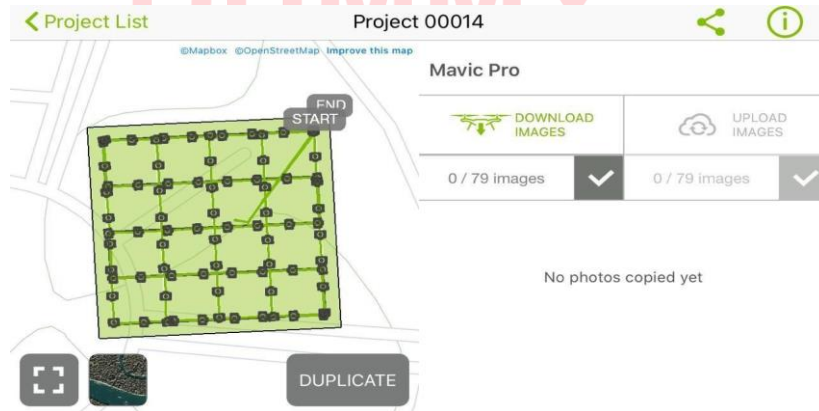 Project List
Project 00014
©Mapbox ©OpenStreetMap Improve this map
END
START
DUPLICATE
Mavic Pro
DOWNLOAD
IMAGES
UPLOAD
IMAGES
0 / 79 images
0 / 79 images
No photos copied yet